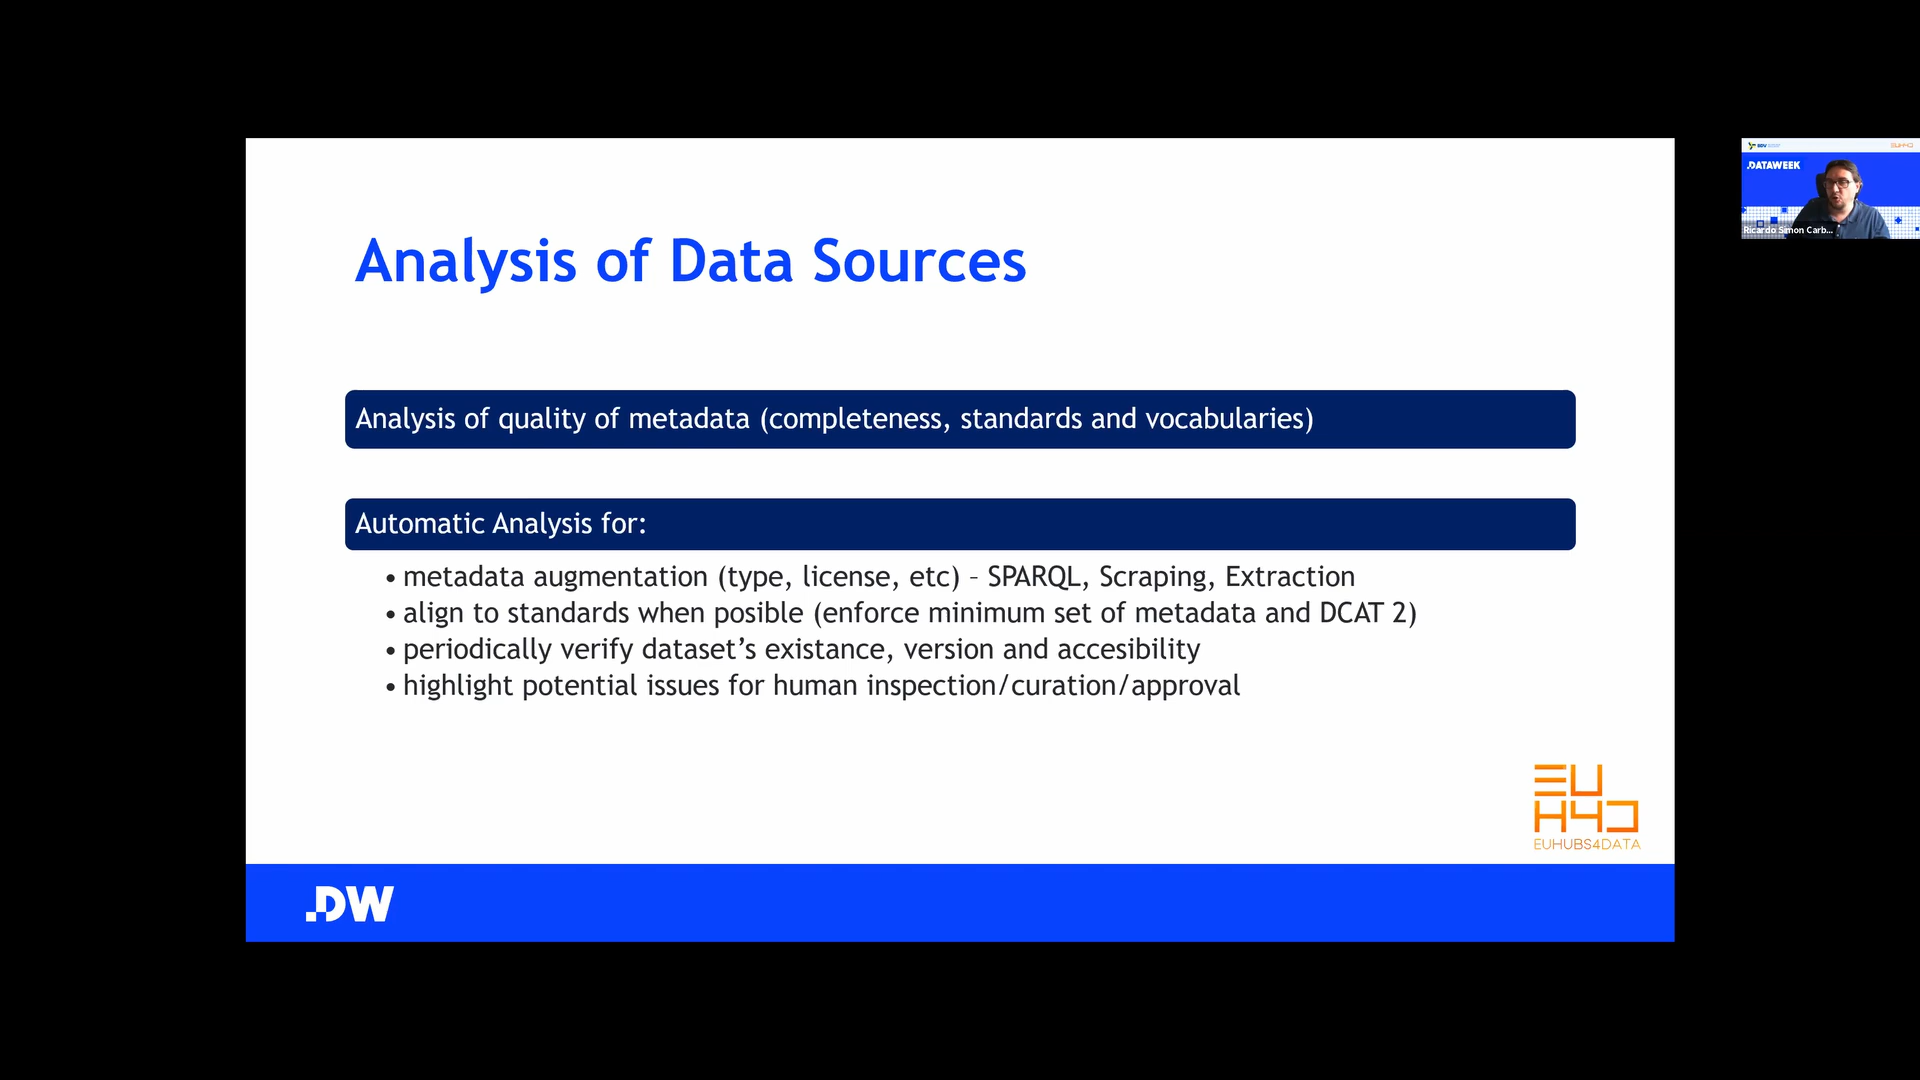 Analysis of Data Sources
Analysis of quality of metadata (completeness, standards and vocabularies)
Automatic Analysis for:
• metadata augmentation (type, license, etc) – SPARQL, Scraping, Extraction
• align to standards when posible (enforce minimum set of metadata and DCAT 2)
• periodically verify dataset’s existance, version and accesibility
• highlight potential issues for human inspection/curation/approval
EU
H4D
EUHUBS4DATA
.DW
.DATAWEEK
Ricardo Simon Carb...